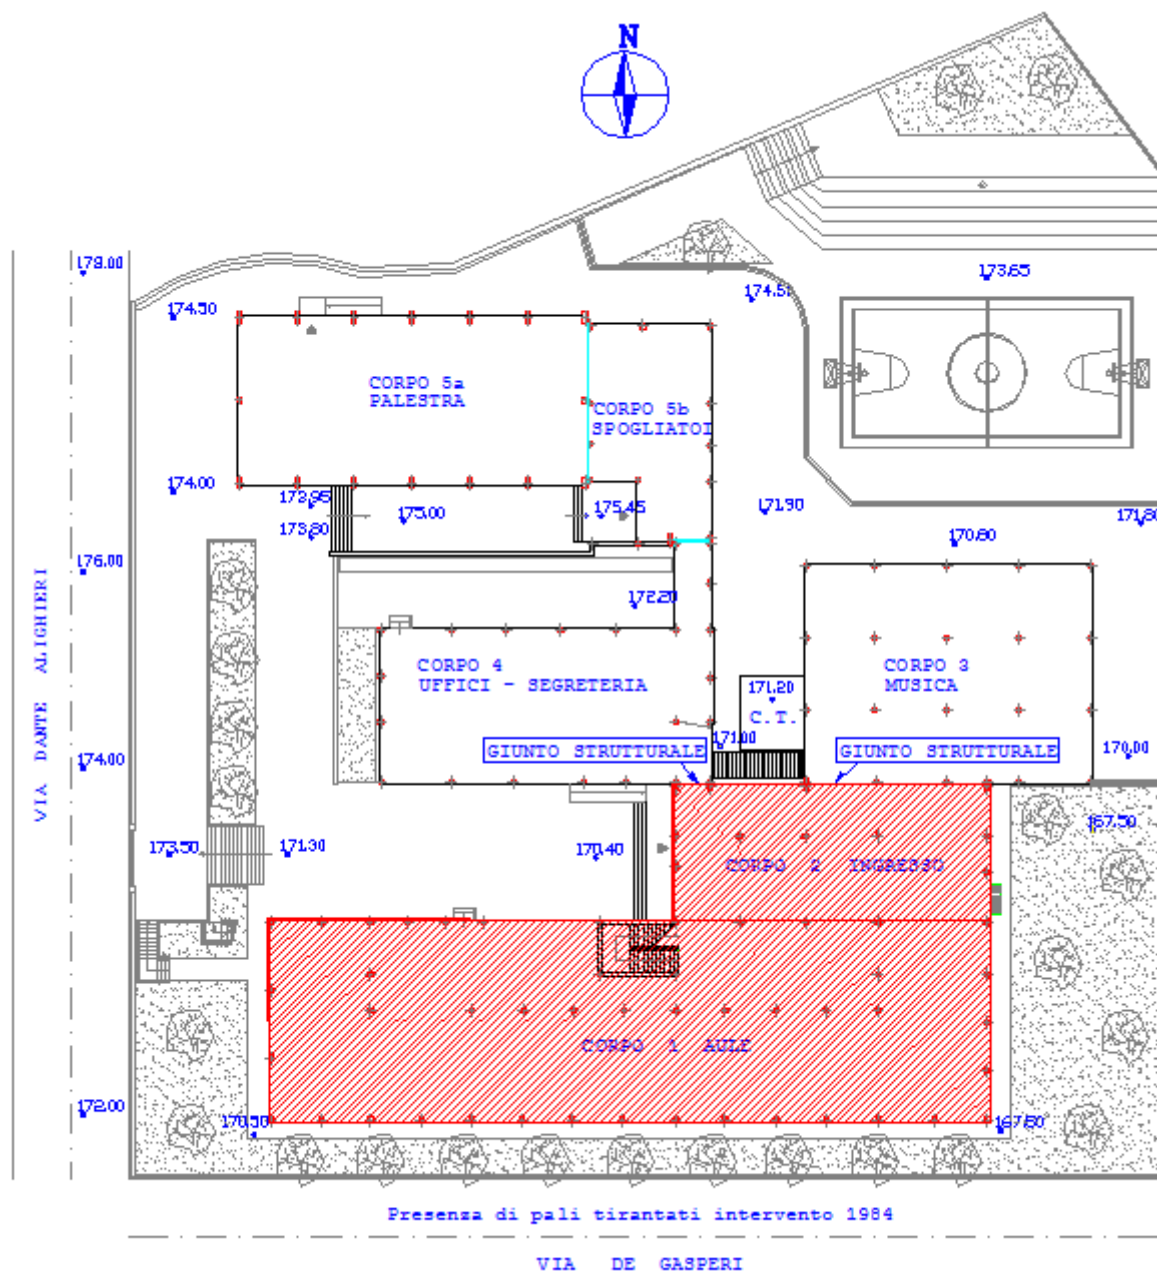 N
178.00
174.50
174.51
173.65
CORPO 5a
PALESTRA
CORPO 5b
SPOGLIATOI
174.00
173.95
175.00
175.45
173.80
171.90
171.80
170.80
176.00
172.20
VIA DANTE ALIGHIERI
CORPO 4
UFFICI - SEGRETERIA
CORPO 3
MUSICA
171.20
C.T.
171.00
GIUNTO STRUTTURALE
GIUNTO STRUTTURALE
170.00
174.00
167.50
173.50
171.30
170.40
CORPO 2 INGRESSO
CORPO 1 AULE
172.00
170.50
167.60
Presenza di pali tirantati intervento 1984
VIA DE GASPERI